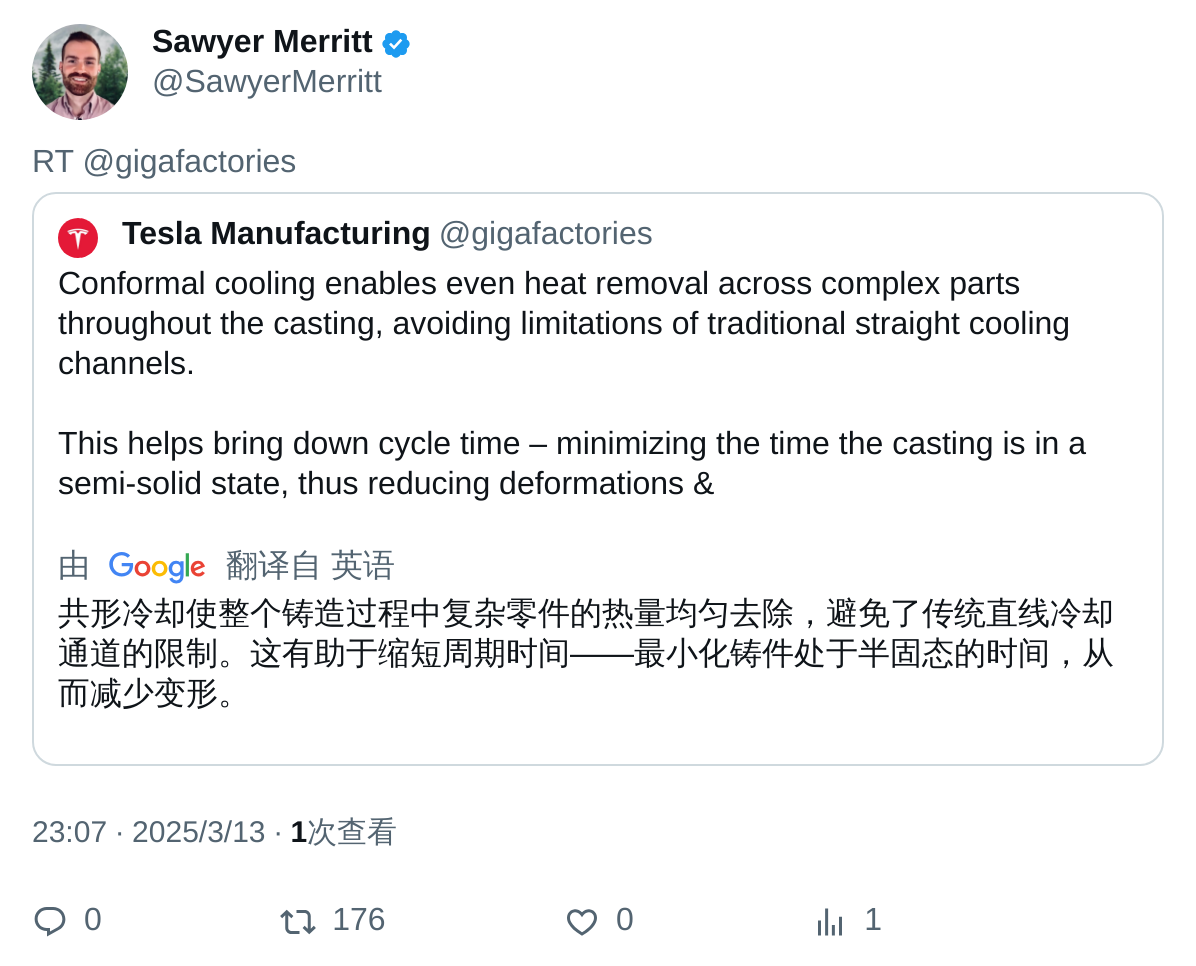 Sawyer Merritt
@SawyerMerritt
RT @gigafactories
Tesla Manufacturing @gigafactories
Conformal cooling enables even heat removal across complex parts
throughout the casting, avoiding limitations of traditional straight cooling
channels.
This helps bring down cycle time – minimizing the time the casting is in a
semi-solid state, thus reducing deformations &
由 Google 翻译自 英语
共形冷却使整个铸造过程中复杂零件的热量均匀去除，避免了传统直线冷却
通道的限制。这有助于缩短周期时间——最小化铸件处于半固态的时间，从
而减少变形。
23:07 · 2025/3/13 · 1次查看
0 176 0 1